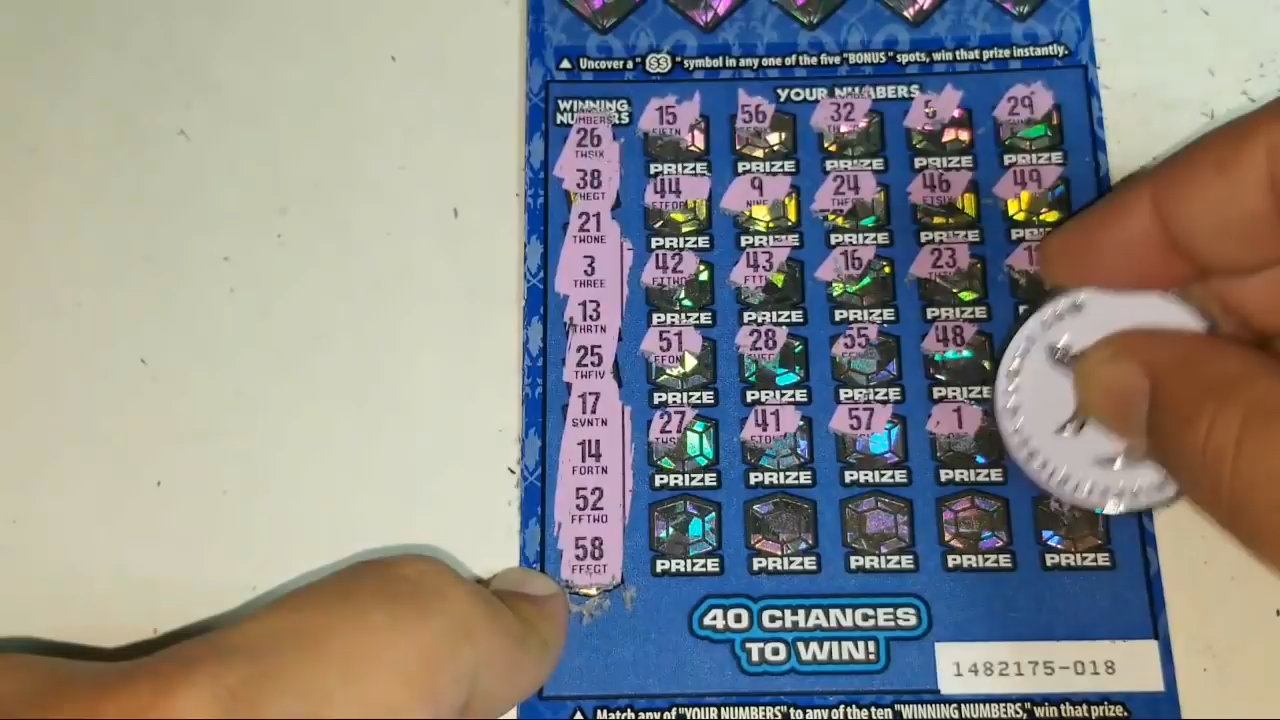 ▲ Uncover a " $$ " symbol in any one of the five "BONUS" spots, win that prize instantly.
WINNING NUMBERS YOUR NUMBERS
26
TWSIX
38
21
TWONE
3
THREE
13
THRTN
25
TWFIV
17
SVNTN
14
FORTN
52
FFTWO
58
FFEGT
15 56 32 29
PRIZE PRIZE PRIZE PRIZE PRIZE
44 9 24 46 49
PRIZE PRIZE PRIZE PRIZE
42 43 16 23
PRIZE PRIZE PRIZE PRIZE
51 28 55 48
PRIZE PRIZE PRIZE PRIZE
27 41 57 1
PRIZE PRIZE PRIZE PRIZE
PRIZE PRIZE PRIZE PRIZE PRIZE
40 CHANCES
TO WIN!
1482175-018
▲ Match any of "YOUR NUMBERS" to any of the ten "WINNING NUMBERS," win that prize.